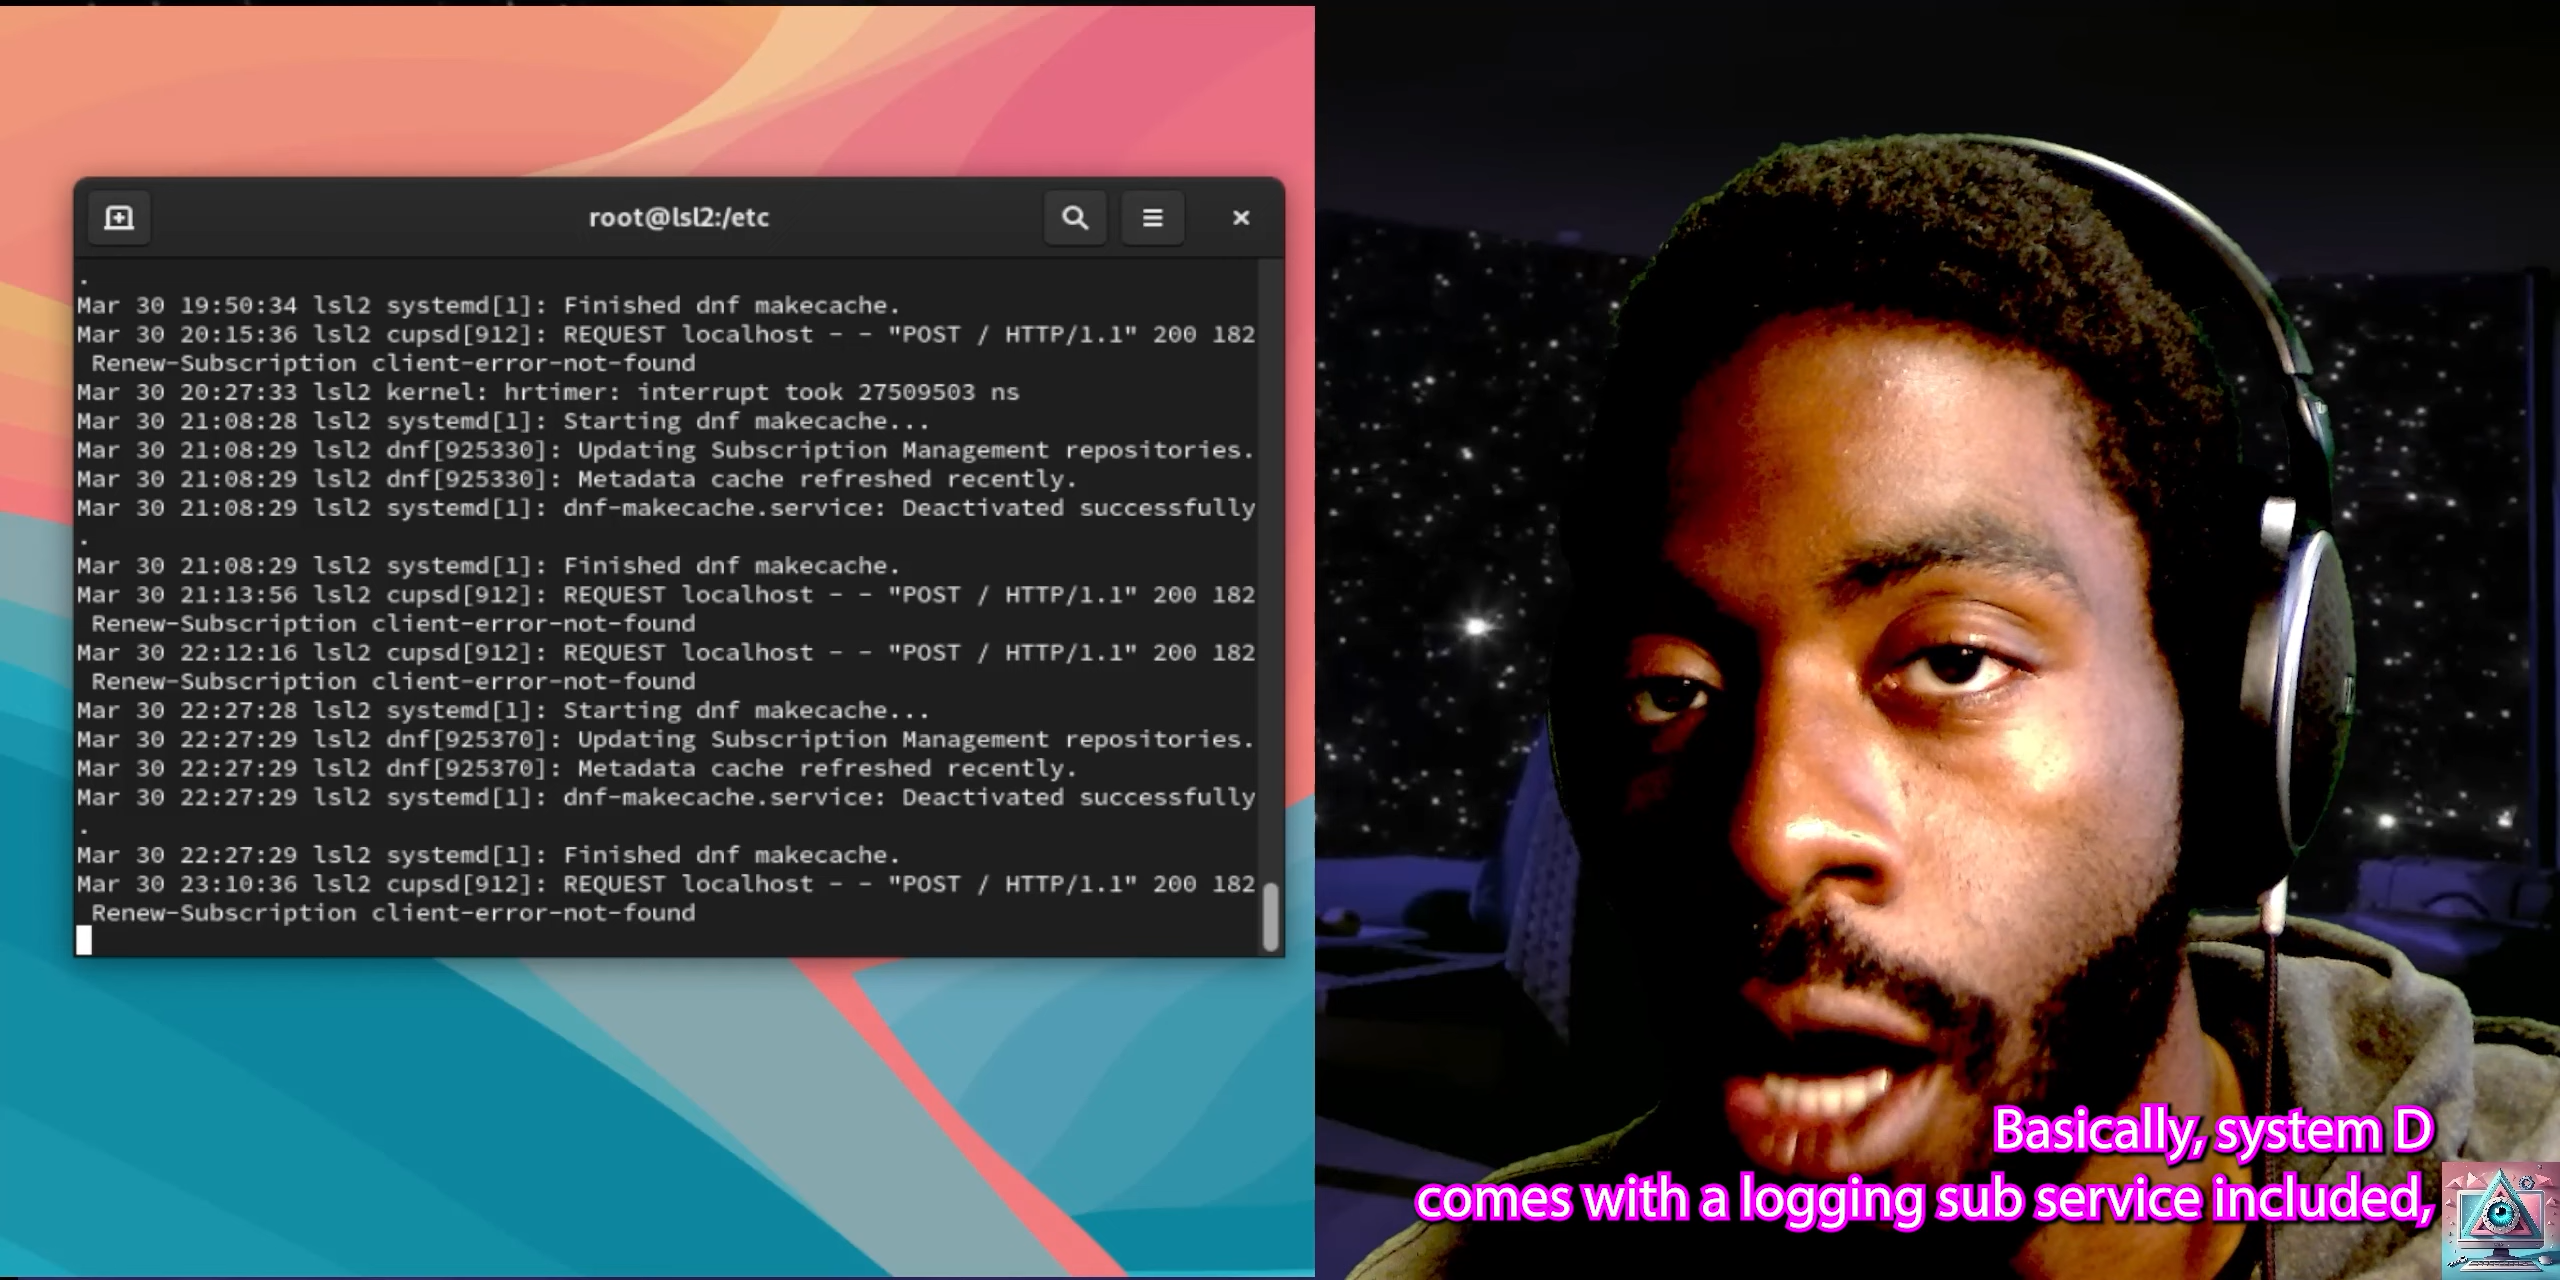 root@lsl2:/etc
.
Mar 30 19:50:34 lsl2 systemd[1]: Finished dnf makecache.
Mar 30 20:15:36 lsl2 cupsd[912]: REQUEST localhost - - "POST / HTTP/1.1" 200 182
 Renew-Subscription client-error-not-found
Mar 30 20:27:33 lsl2 kernel: hrtimer: interrupt took 27509503 ns
Mar 30 21:08:28 lsl2 systemd[1]: Starting dnf makecache...
Mar 30 21:08:29 lsl2 dnf[925330]: Updating Subscription Management repositories.
Mar 30 21:08:29 lsl2 dnf[925330]: Metadata cache refreshed recently.
Mar 30 21:08:29 lsl2 systemd[1]: dnf-makecache.service: Deactivated successfully
.
Mar 30 21:08:29 lsl2 systemd[1]: Finished dnf makecache.
Mar 30 21:13:56 lsl2 cupsd[912]: REQUEST localhost - - "POST / HTTP/1.1" 200 182
 Renew-Subscription client-error-not-found
Mar 30 22:12:16 lsl2 cupsd[912]: REQUEST localhost - - "POST / HTTP/1.1" 200 182
 Renew-Subscription client-error-not-found
Mar 30 22:27:28 lsl2 systemd[1]: Starting dnf makecache...
Mar 30 22:27:29 lsl2 dnf[925370]: Updating Subscription Management repositories.
Mar 30 22:27:29 lsl2 dnf[925370]: Metadata cache refreshed recently.
Mar 30 22:27:29 lsl2 systemd[1]: dnf-makecache.service: Deactivated successfully
.
Mar 30 22:27:29 lsl2 systemd[1]: Finished dnf makecache.
Mar 30 23:10:36 lsl2 cupsd[912]: REQUEST localhost - - "POST / HTTP/1.1" 200 182
 Renew-Subscription client-error-not-found
Basically, system D
comes with a logging sub service included,